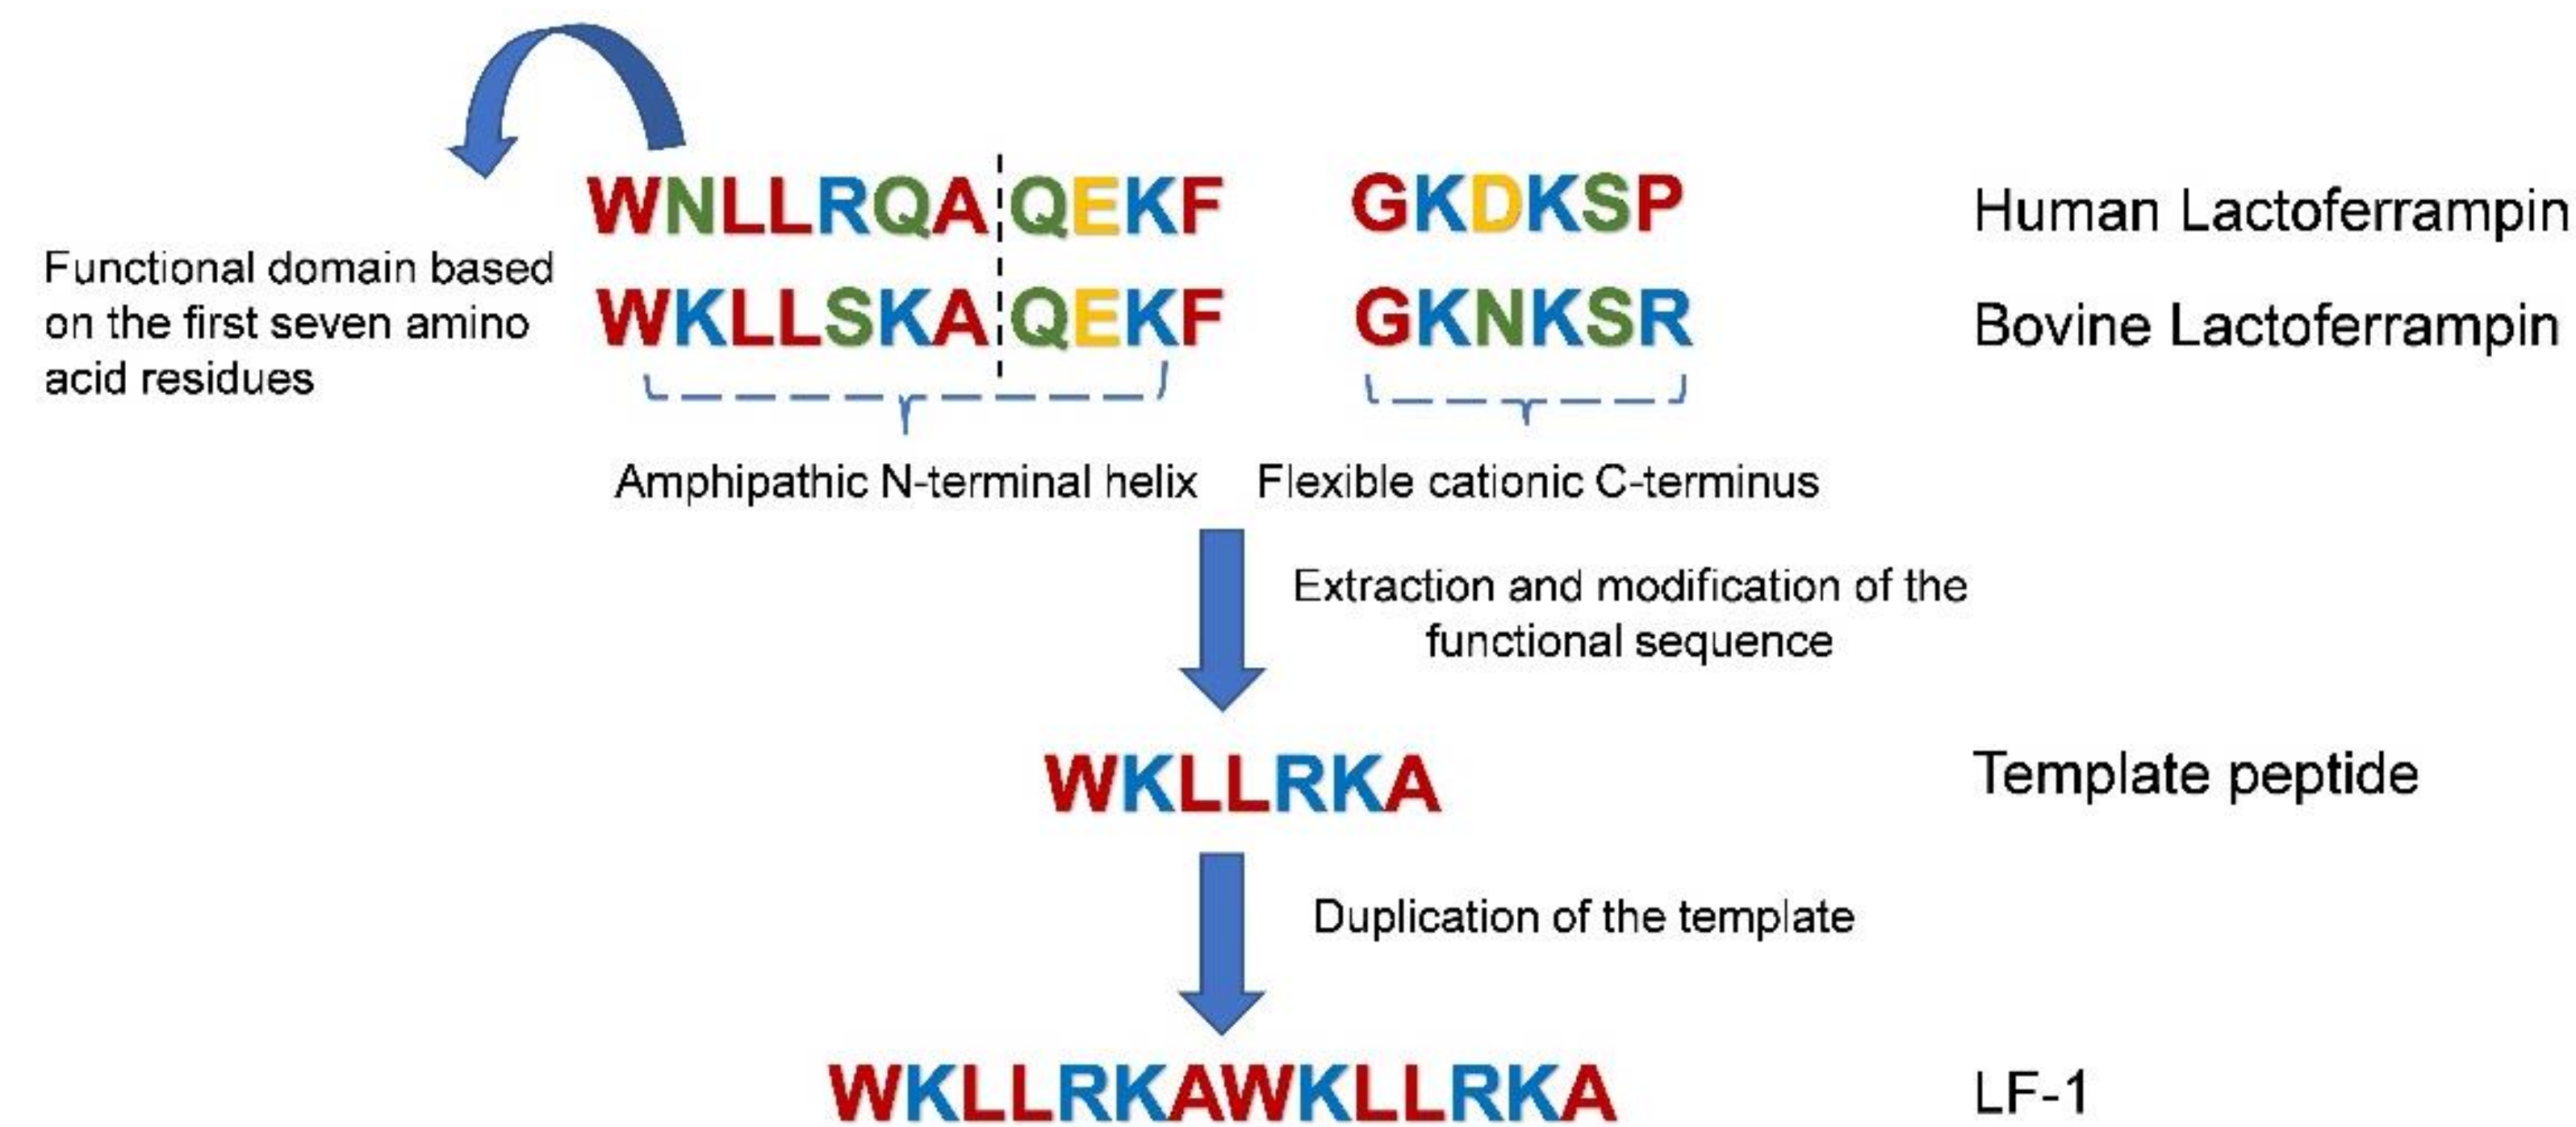 WNLLRQA QEKF GKDKSP Human Lactoferrampin
Functional domain based
on the first seven amino
acid residues
WKLLSKA QEKF GKNKSR Bovine Lactoferrampin
Amphipathic N-terminal helix Flexible cationic C-terminus
Extraction and modification of the
functional sequence
WKLLRKA Template peptide
Duplication of the template
WKLLRKAWKLLRKA LF-1